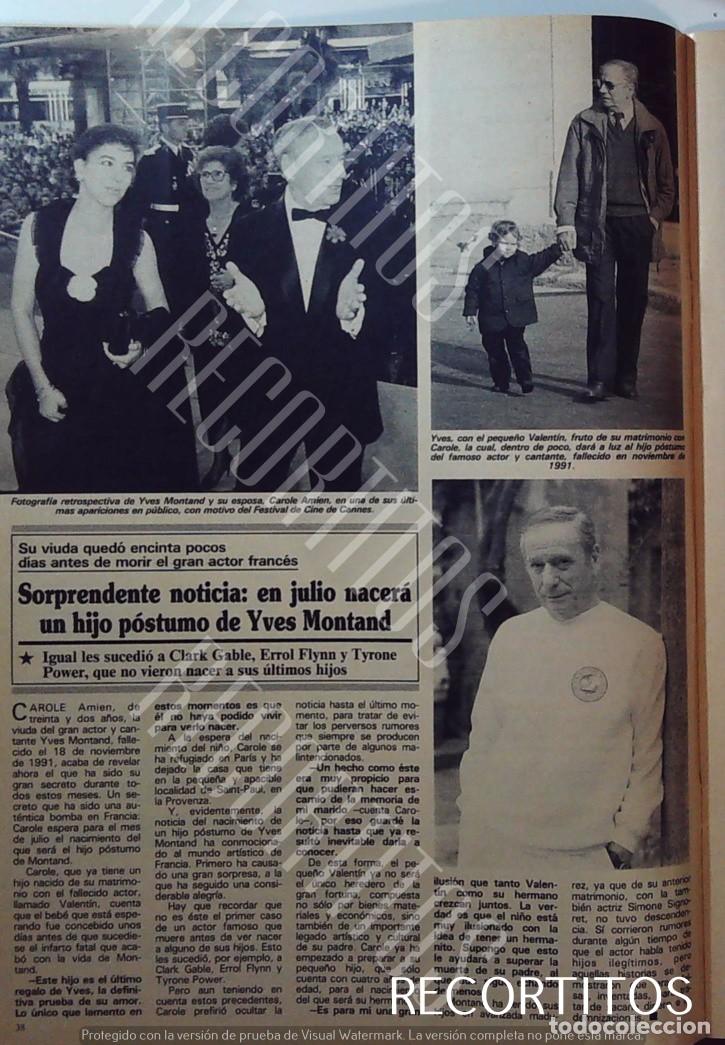 Yves, con el pequeño Valentín, fruto de su matrimonio con
Carole, la cual, dentro de poco, dará a luz al hijo póstumo
del famoso actor y cantante, fallecido en noviembre de
1991.
Fotografía retrospectiva de Yves Montand y su esposa, Carole Amien, en una de sus últi-
mas apariciones en público, con motivo del Festival de Cine de Cannes.
Su viuda quedó encinta pocos
días antes de morir el gran actor francés
Sorprendente noticia: en julio nacerá
un hijo póstumo de Yves Montand
★ Igual les sucedió a Clark Gable, Errol Flynn y Tyrone
Power, que no vieron nacer a sus últimos hijos
CAROLE Amien, de
treinta y dos años, la
viuda del gran actor y can-
tante Yves Montand, falle-
cido el 18 de noviembre
de 1991, acaba de revelar
ahora el que ha sido su
gran secreto durante to-
dos estos meses. Un se-
creto que ha sido una au-
téntica bomba en Francia:
Carole espera para el mes
de julio el nacimiento del
que será el hijo póstumo
de Montand.
Carole, que ya tiene un
hijo nacido de su matrimo-
nio con el fallecido actor,
llamado Valentín, cuenta
que el bebé que está espe-
rando fue concebido unos
días antes de que sucedie-
se el infarto fatal que aca-
bó con la vida de Mon-
tand.
—Este hijo es el último
regalo de Yves, la defini-
tiva prueba de su amor.
Lo único que lamento en
estos momentos es que
él no haya podido vivir
para verlo nacer.
A la espera del naci-
miento del niño, Carole se
ha refugiado en París y ha
dejado la casa que tiene
en la pequeña y apacible
localidad de Saint-Paul, en
la Provenza.
Y, evidentemente, la
noticia del nacimiento de
un hijo póstumo de Yves
Montand ha conmociona-
do al mundo artístico de
Francia. Primero ha causa-
do una gran sorpresa, a la
que ha seguido una consi-
derable alegría.
Hay que recordar que
no es éste el primer caso
de un actor famoso que
muere antes de ver nacer
a alguno de sus hijos. Esto
les sucedió, por ejemplo, a
Clark Gable, Errol Flynn y
Tyrone Power.
Pero aun teniendo en
cuenta estos precedentes,
Carole prefirió ocultar la
noticia hasta el último mo-
mento, para tratar de evi-
tar los perversos rumores
que siempre se producen
por parte de algunos ma-
lintencionados.
—Un hecho como éste
era muy propicio para
que pudieran hacer es-
carnio de la memoria de
mi marido —cuenta Caro-
le—, por eso guardé la
noticia hasta que ya re-
sultó inevitable darla a
conocer.
De esta forma, el pe-
queño Valentín ya no será
el único heredero de la
gran fortuna, compuesta
no sólo por bienes mate-
riales y económicos, sino
también de su importante
legado artístico y cultural
de su padre. Carole ya ha
empezado a preparar al
pequeño hijo, que sólo
cuenta con cuatro años de
edad, para el nacimiento
del que será su hermano.
—Es para mí una gran
ilusión que tanto Valen-
tín como su hermano
crezcan juntos. La ver-
dad es que el niño está
muy ilusionado con la
idea de tener un herma-
nito. Supongo que esto
le ayudará a superar la
muerte de su padre, al
Montand ha
avanzada madu-
rez, ya que de su anterior
matrimonio, con la tam-
bién actriz Simone Signo-
ret, no tuvo descenden-
cia. Sí corrieron rumores
durante algún tiempo de
que el actor había tenido
hijos ilegítimos, pero
aquellas historias se
38
RECORTITOS
RECORTITOS
RECORTITOS
RECORTITOS
RECORTITOS
todocoleccion
Protegido con la versión de prueba de Visual Watermark. La versión completa no pone esta marca.